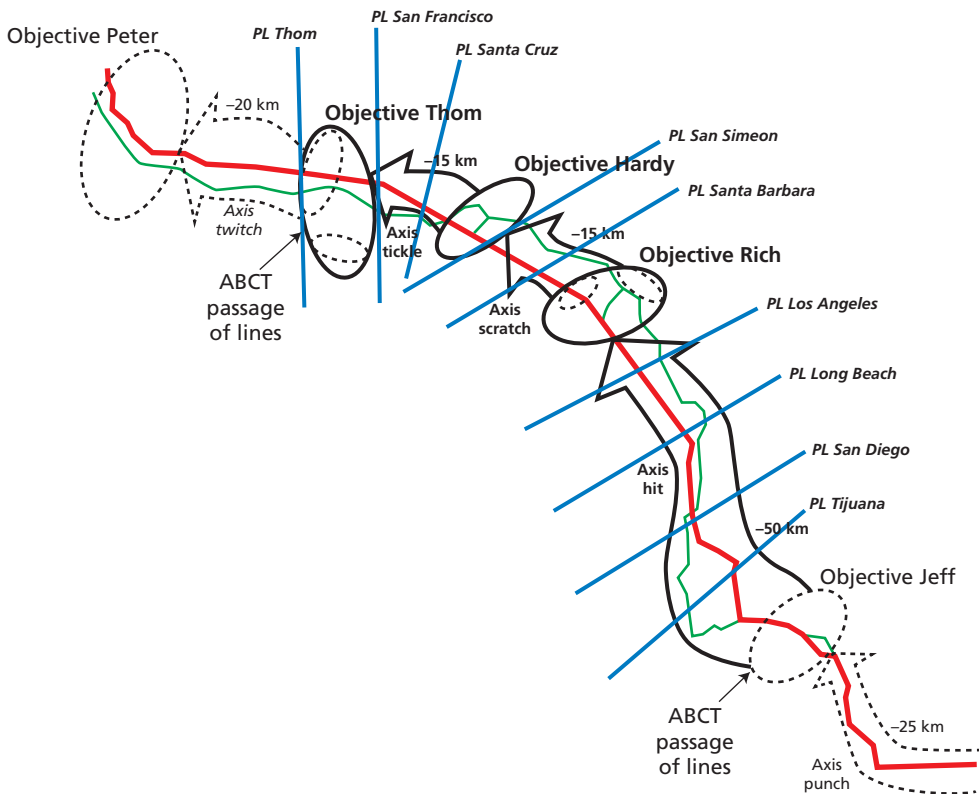 PL San Francisco
Objective Peter
PL Thom
PL Santa Cruz
–20 km
Objective Thom
PL San Simeon
–15 km
Objective Hardy
PL Santa Barbara
Axis
twitch
Axis
tickle
–15 km
Objective Rich
ABCT
passage
of lines
Axis
scratch
PL Los Angeles
PL Long Beach
PL San Diego
Axis
hit
PL Tijuana
–50 km
Objective Jeff
ABCT
passage
of lines
–25 km
Axis
punch